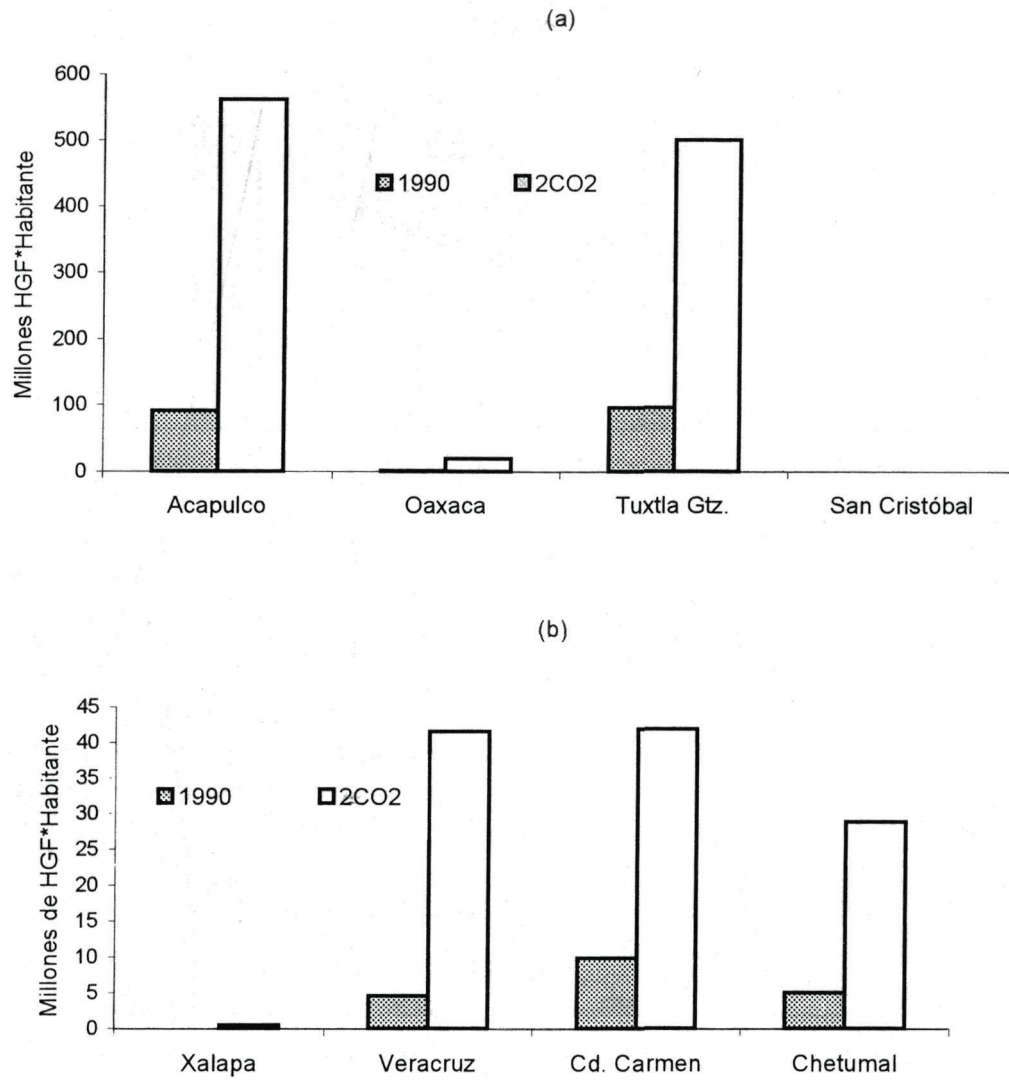 (a)
Millones HGF*Habitante
600
500
400
300
200
100
0
1990 2CO2
Acapulco Oaxaca Tuxtla Gtz. San Cristóbal
(b)
Millones de HGF*Habitante
45
40
35
30
25
20
15
10
5
0
1990 2CO2
Xalapa Veracruz Cd. Carmen Chetumal